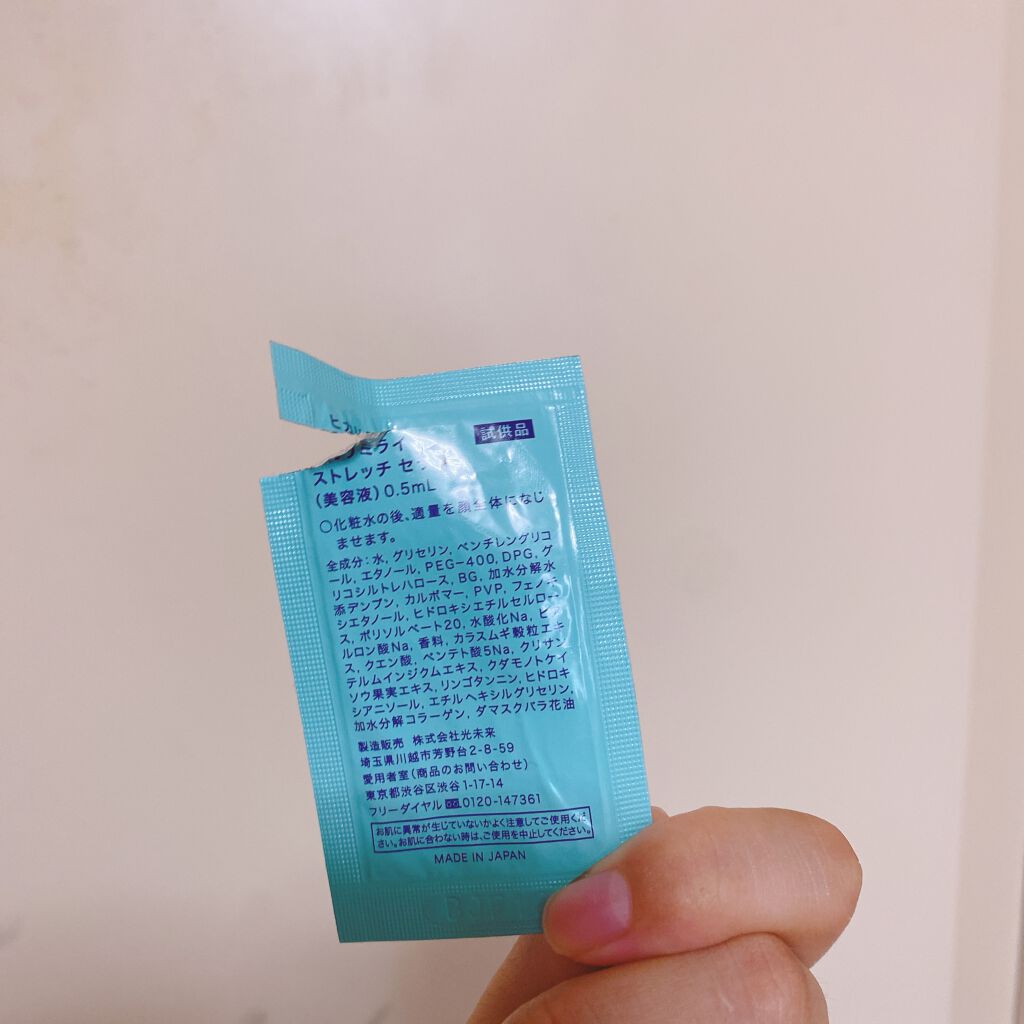 試供品
ストレッチ セ
(美容液) 0.5mL
○化粧水の後、適量を顔全体になじ
ませます。
全成分：水, グリセリン, ペンチレングリコ
ール, エタノール, PEG-400, DPG, グ
リコシルトレハロース, BG, 加水分解水
添デンプン, カルボマー, PVP, フェノキ
シエタノール, ヒドロキシエチルセルロー
ス, ポリソルベート20, 水酸化Na, ヒア
ルロン酸Na, 香料, カラスムギ穀粒エキ
ス, クエン酸, ペンテト酸5Na, クリサン
テルムインジクムエキス, クダモノトケイ
ソウ果実エキス, リンゴタンニン, ヒドロキ
シアニソール, エチルヘキシルグリセリン,
加水分解コラーゲン, ダマスクバラ花油
製造販売 株式会社光未来
埼玉県川越市芳野台2-8-59
愛用者室(商品のお問い合わせ)
東京都渋谷区渋谷1-17-14
フリーダイヤル 0120-147361
お肌に異常が生じていないかよく注意してご使用くだ
さい。お肌に合わない時は、ご使用を中止してください。
MADE IN JAPAN